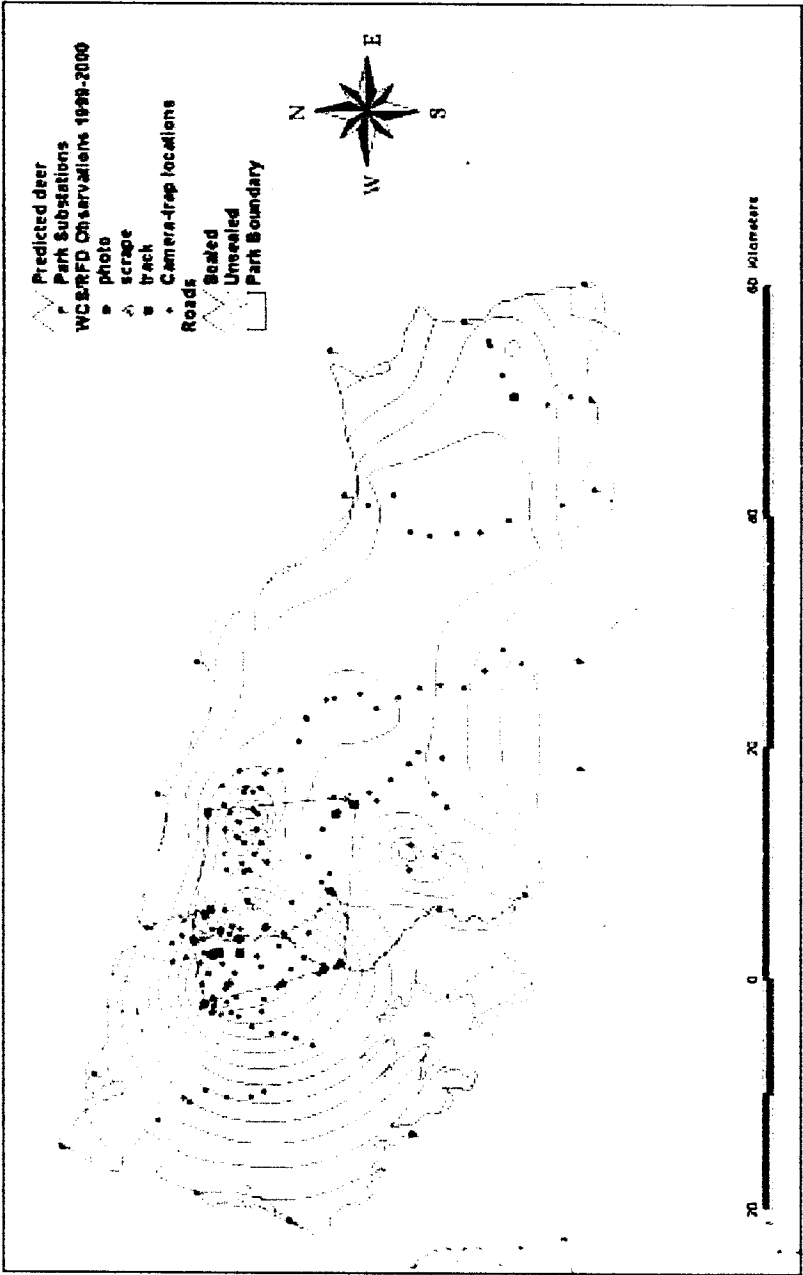 Predicted deer
Park Substations
WCS/RFD Observations 1999-2000
photo
scrape
track
Camera-trap locations
Roads
Sealed
Unsealed
Park Boundary
N
E
W
S
20
0
20
40
60 Kilometers